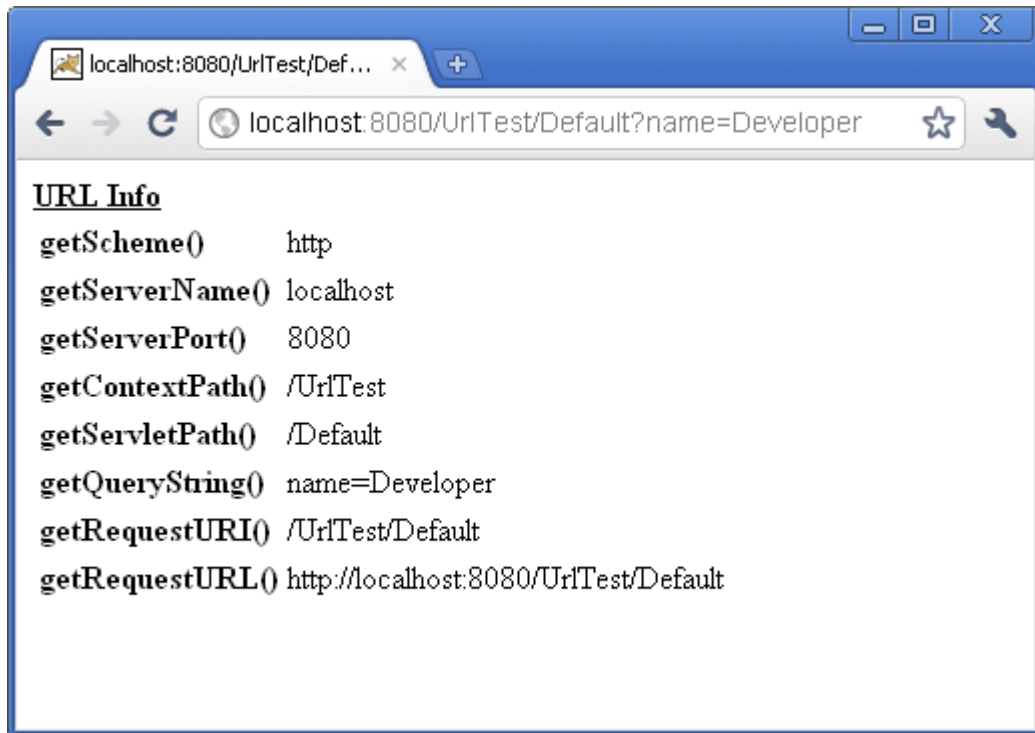 localhost:8080/UrlTest/Def...
localhost:8080/UrlTest/Default?name=Developer
URL Info
getScheme() http
getServerName() localhost
getServerPort() 8080
getContextPath() /UrlTest
getServletPath() /Default
getQueryString() name=Developer
getRequestURI() /UrlTest/Default
getRequestURL() http://localhost:8080/UrlTest/Default